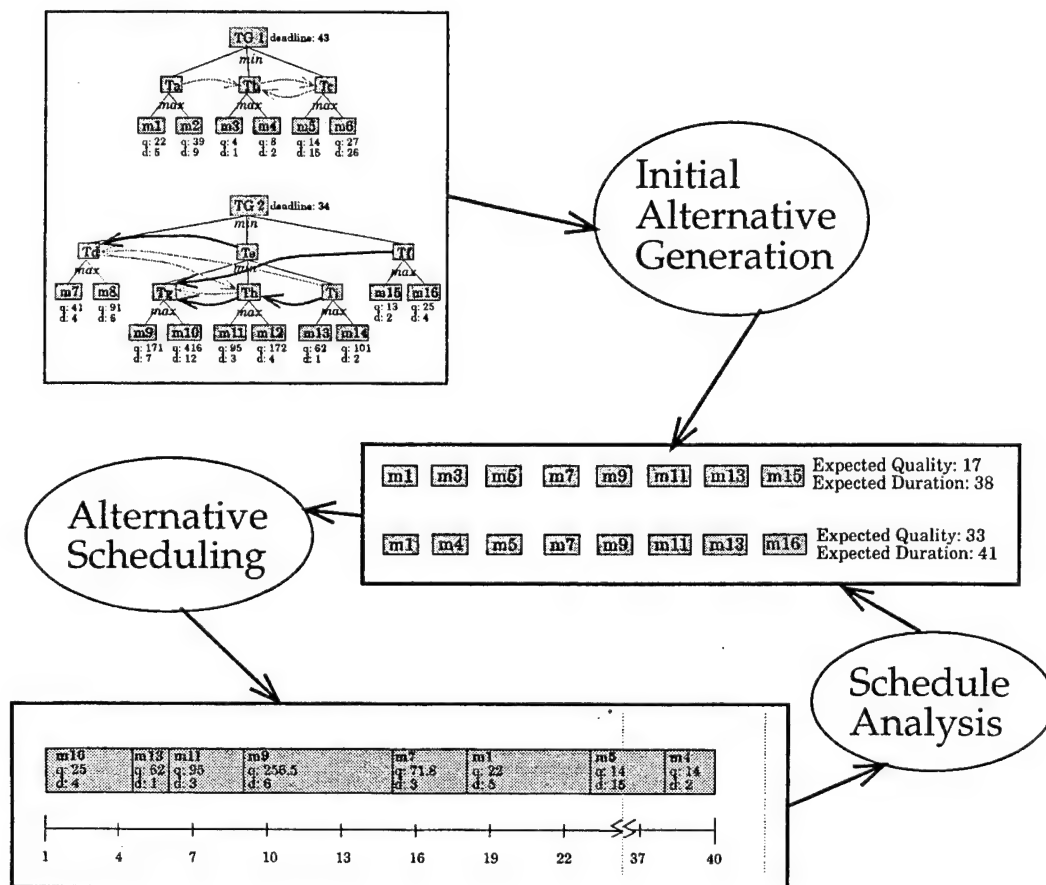 TG 1 deadline: 43
min
Ta Tb Tc
max max max
m1 m2 m3 m4 m5 m6
q: 22 q: 39 q: 4 q: 8 q: 14 q: 27
d: 5 d: 9 d: 1 d: 2 d: 15 d: 26
TG 2 deadline: 34
min
Td Te Tf
max min max
m7 m8 Tg Th Ti m15 m16
q: 41 q: 91 q: 13 q: 25
d: 4 d: 6 max max max d: 2 d: 4
m9 m10 m11 m12 m13 m14
q: 171 q: 416 q: 95 q: 172 q: 62 q: 101
d: 7 d: 12 d: 3 d: 4 d: 1 d: 2
Initial
Alternative
Generation
m1 m3 m5 m7 m9 m11 m13 m15 Expected Quality: 17
Expected Duration: 38
m1 m4 m5 m7 m9 m11 m13 m16 Expected Quality: 33
Expected Duration: 41
Alternative
Scheduling
Schedule
Analysis
m16 m13 m11 m9 m7 m1 m5 m4
q: 25 q: 62 q: 95 q: 256.5 q: 71.8 q: 22 q: 14 q: 14
d: 4 d: 1 d: 3 d: 6 d: 3 d: 5 d: 15 d: 2
1 4 7 10 13 16 19 22 37 40